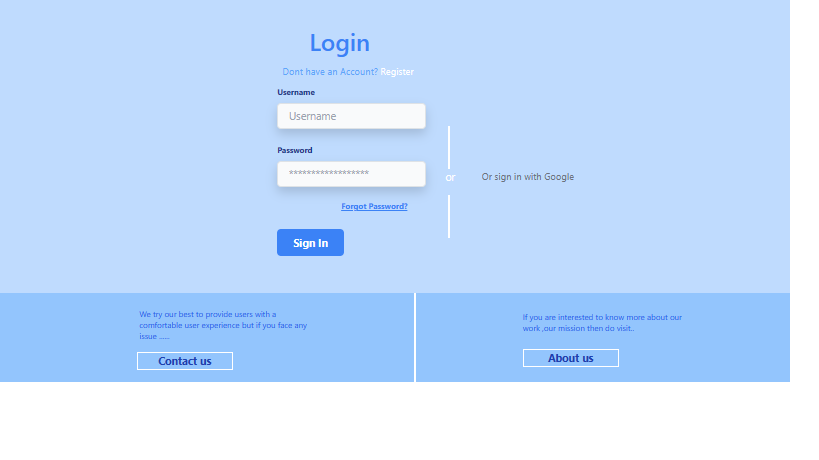 Login
Dont have an Account? Register
Username
Username
Password
*****************
or
Or sign in with Google
Forgot Password?
Sign In
We try our best to provide users with a
comfortable user experience but if you face any
issue ......
Contact us
If you are interested to know more about our
work ,our mission then do visit..
About us